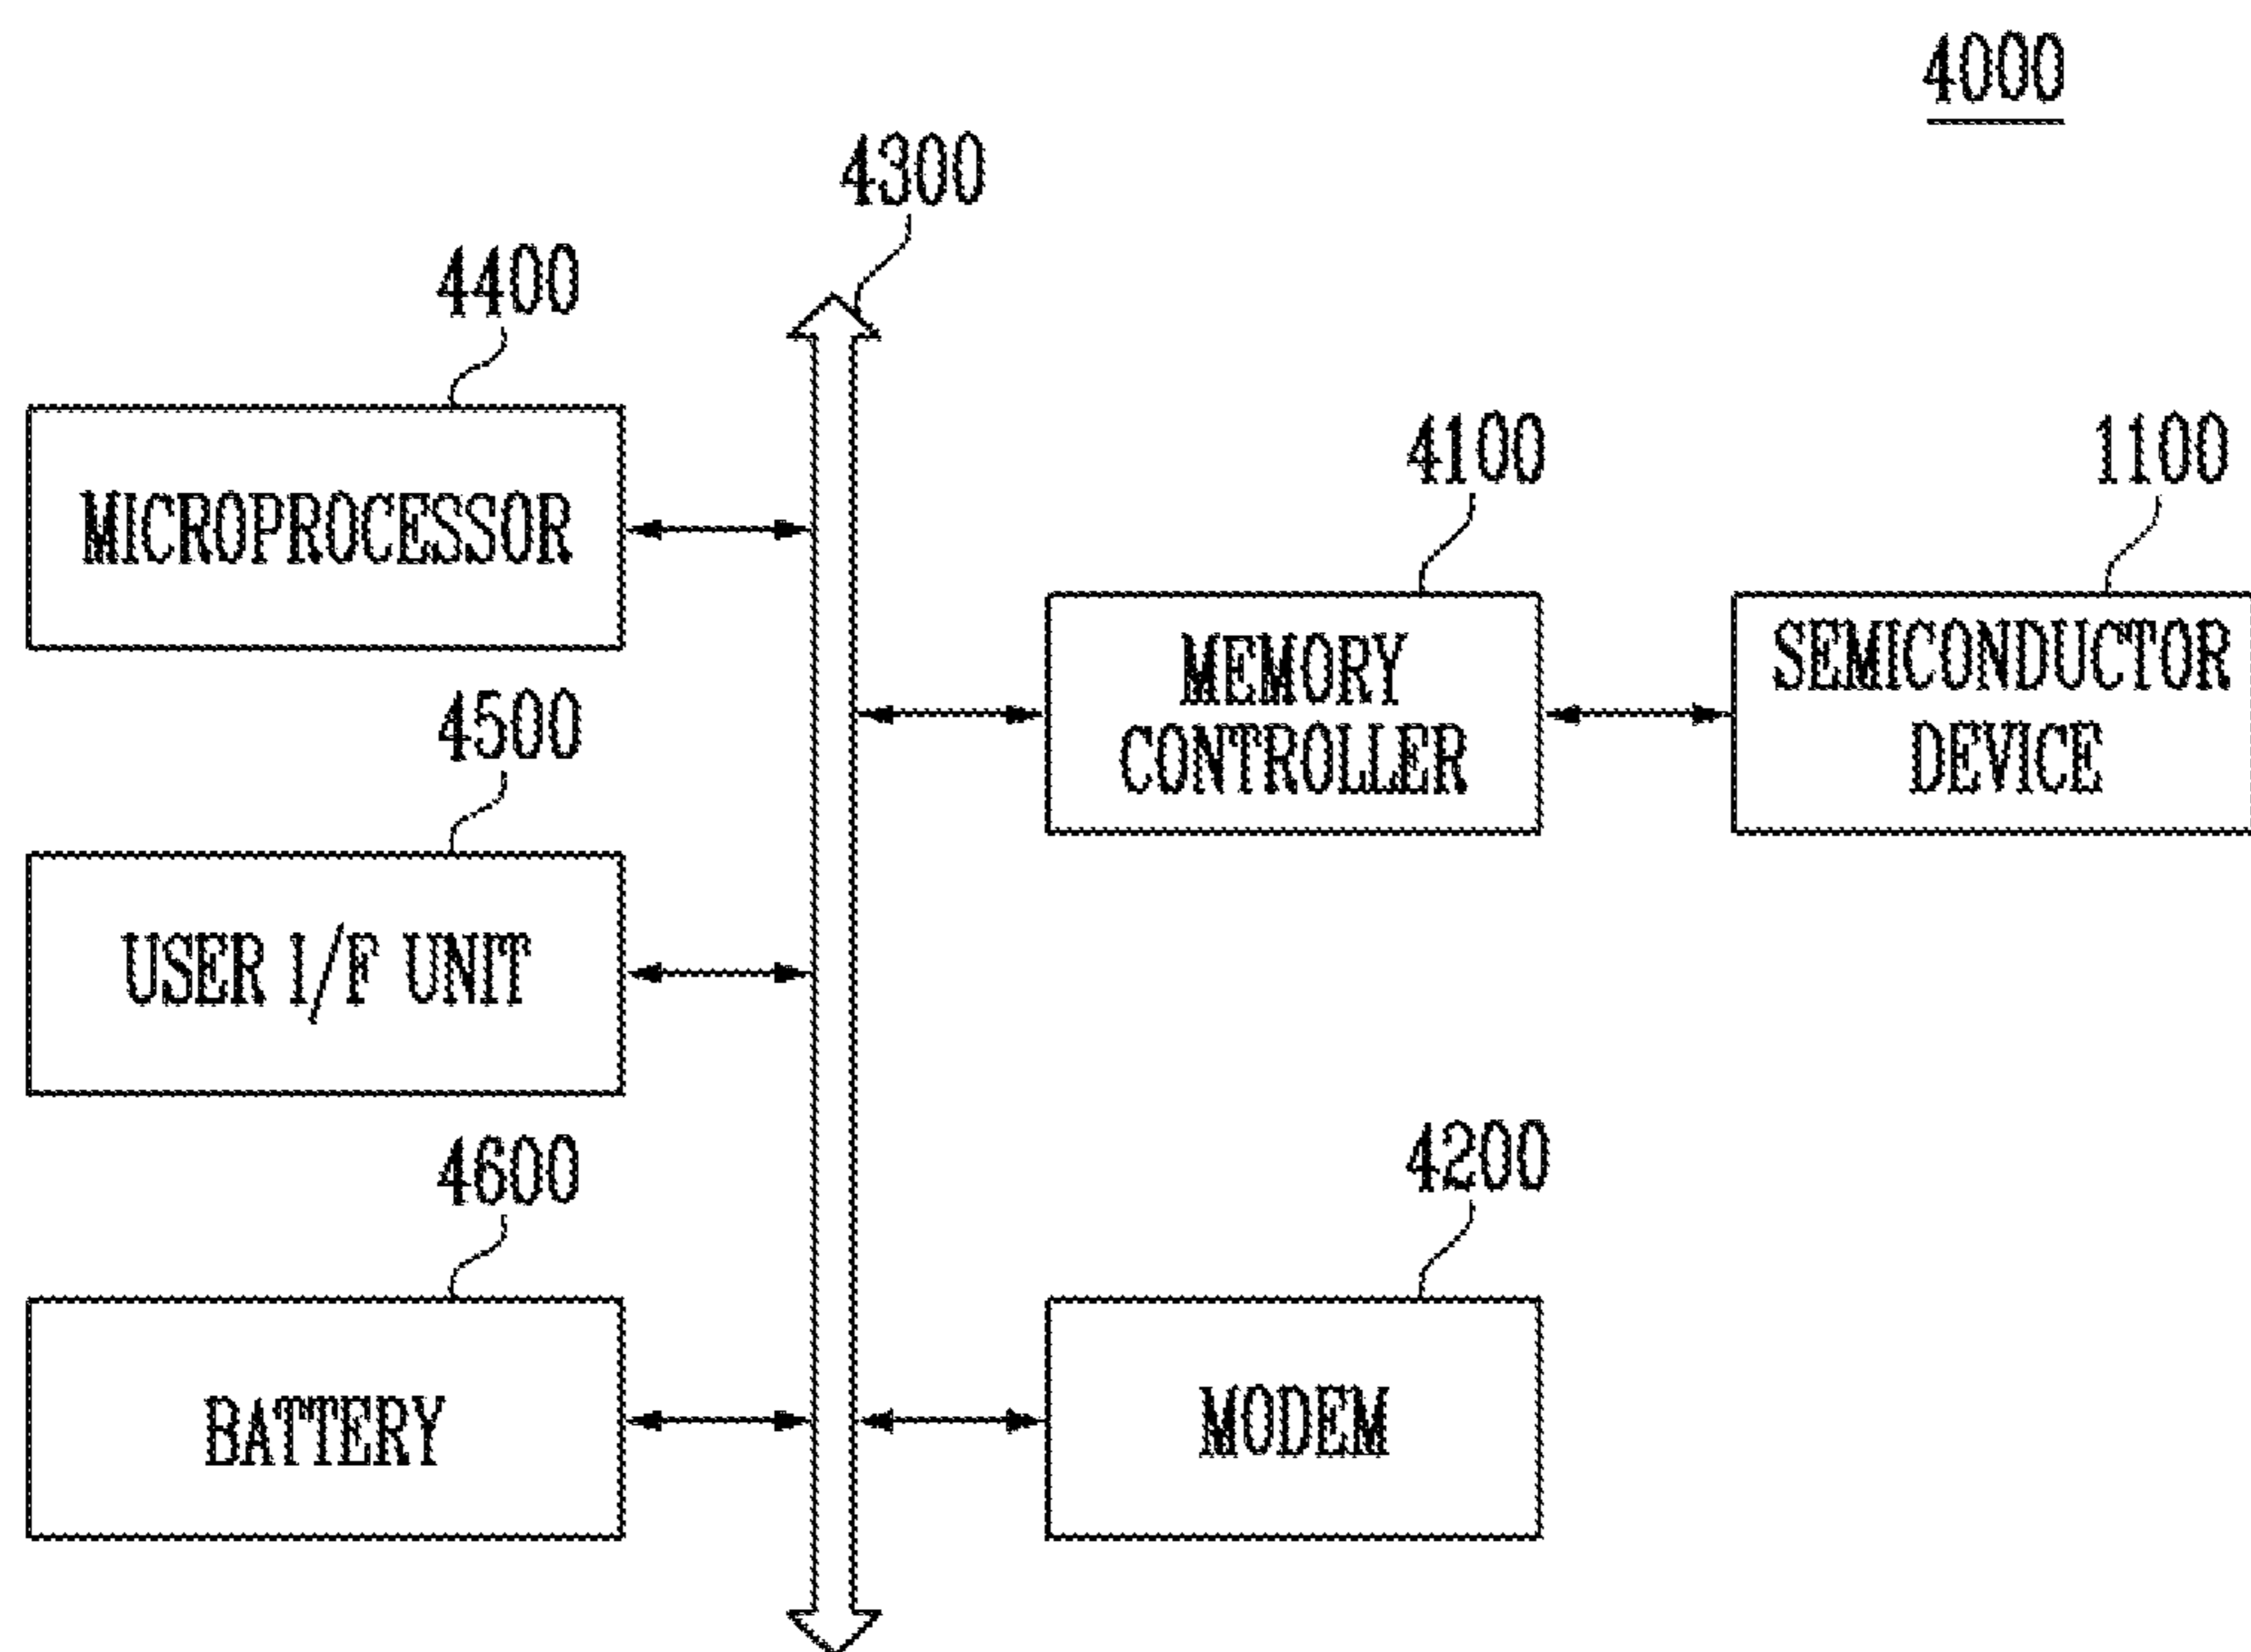 4000
4300
4400
MICROPROCESSOR
4100
1100
MEMORY
CONTROLLER
SEMICONDUCTOR
DEVICE
4500
USER I/F UNIT
4600
BATTERY
4200
MODEM